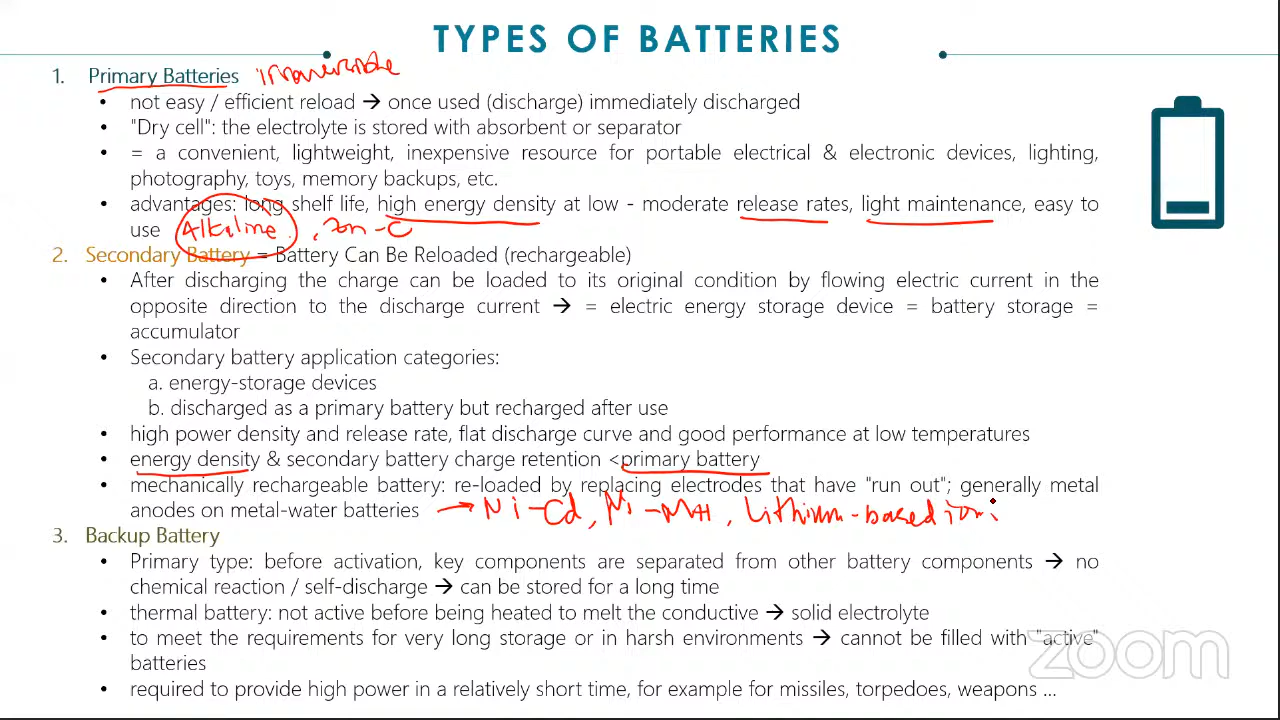 TYPES OF BATTERIES
1. Primary Batteries irreversible
• not easy / efficient reload → once used (discharge) immediately discharged
• "Dry cell": the electrolyte is stored with absorbent or separator
• = a convenient, lightweight, inexpensive resource for portable electrical & electronic devices, lighting,
photography, toys, memory backups, etc.
• advantages: long shelf life, high energy density at low - moderate release rates, light maintenance, easy to
use Alkaline, Zn-C
2. Secondary Battery = Battery Can Be Reloaded (rechargeable)
• After discharging the charge can be loaded to its original condition by flowing electric current in the
opposite direction to the discharge current → = electric energy storage device = battery storage =
accumulator
• Secondary battery application categories:
a. energy-storage devices
b. discharged as a primary battery but recharged after use
• high power density and release rate, flat discharge curve and good performance at low temperatures
• energy density & secondary battery charge retention <primary battery
• mechanically rechargeable battery: re-loaded by replacing electrodes that have "run out"; generally metal
anodes on metal-water batteries → Ni-Cd, Ni-MH, Lithium-based ion.
3. Backup Battery
• Primary type: before activation, key components are separated from other battery components → no
chemical reaction / self-discharge → can be stored for a long time
• thermal battery: not active before being heated to melt the conductive → solid electrolyte
• to meet the requirements for very long storage or in harsh environments → cannot be filled with "active"
batteries
• required to provide high power in a relatively short time, for example for missiles, torpedoes, weapons ...
zoom